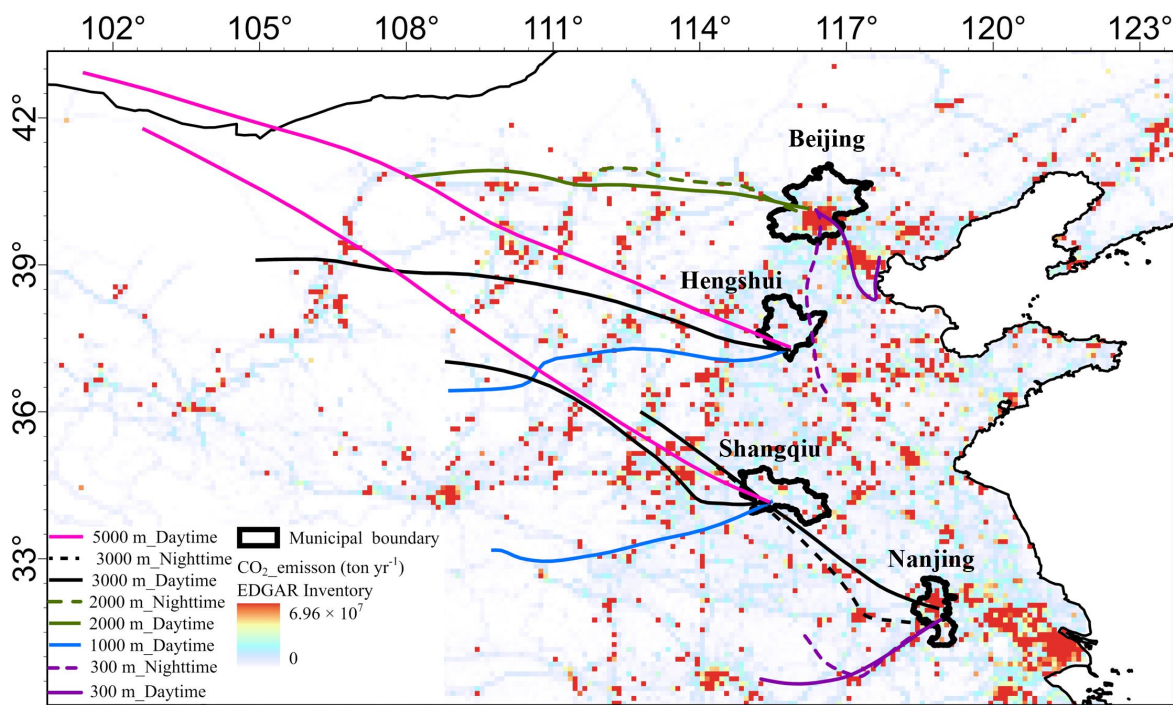 102° 105° 108° 111° 114° 117° 120° 123°
42°
39°
36°
33°
Beijing
Hengshui
Shangqiu
Nanjing
5000 m_Daytime
3000 m_Nighttime
3000 m_Daytime
2000 m_Nighttime
2000 m_Daytime
1000 m_Daytime
300 m_Nighttime
300 m_Daytime
Municipal boundary
CO₂_emisson (ton yr⁻¹)
EDGAR Inventory
6.96 × 10⁷
0